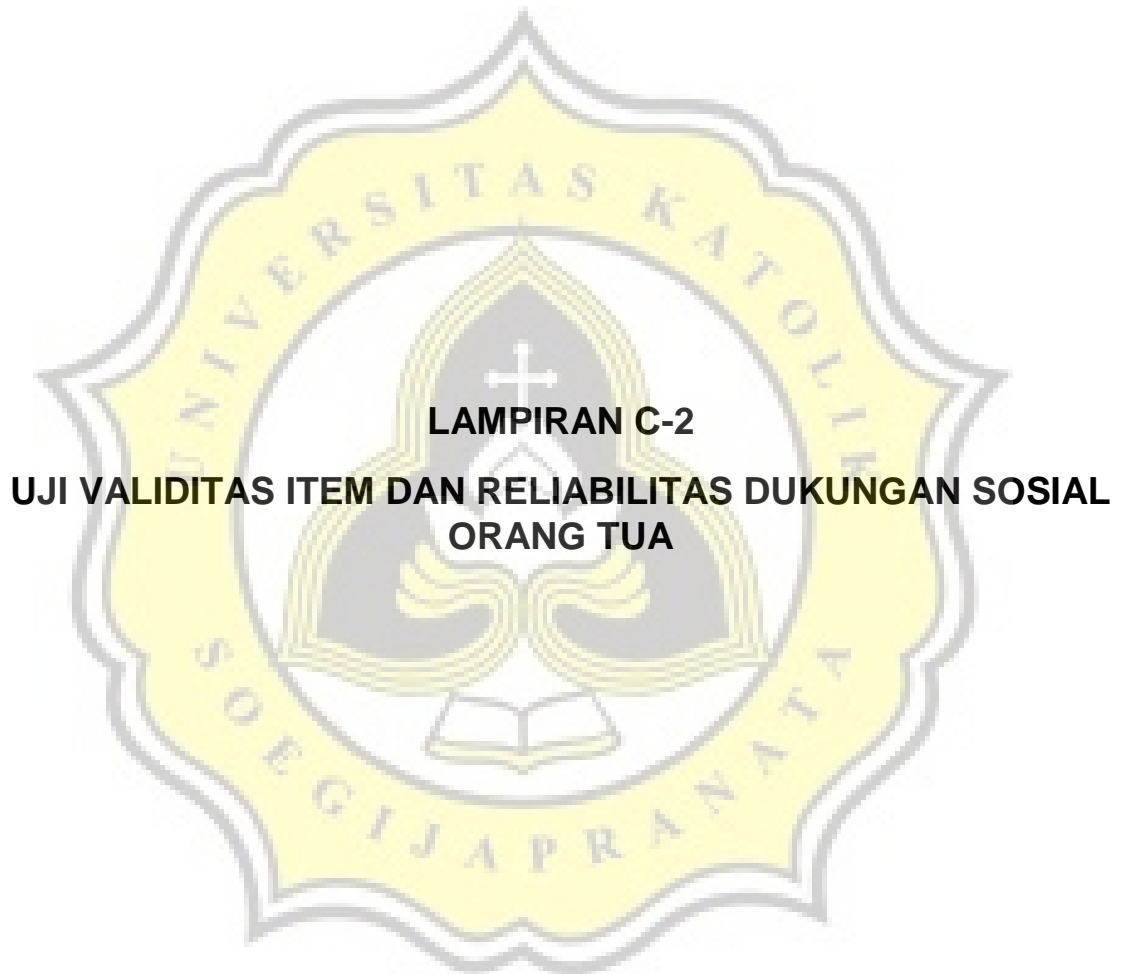 UNIVERSITAS KATOLIK
LAMPIRAN C-2
UJI VALIDITAS ITEM DAN RELIABILITAS DUKUNGAN SOSIAL
ORANG TUA
SOEGIJAPRANATA